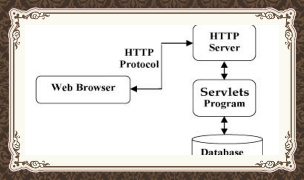 HTTP
Server
HTTP
Protocol
Web Browser
Servlets
Program
Database